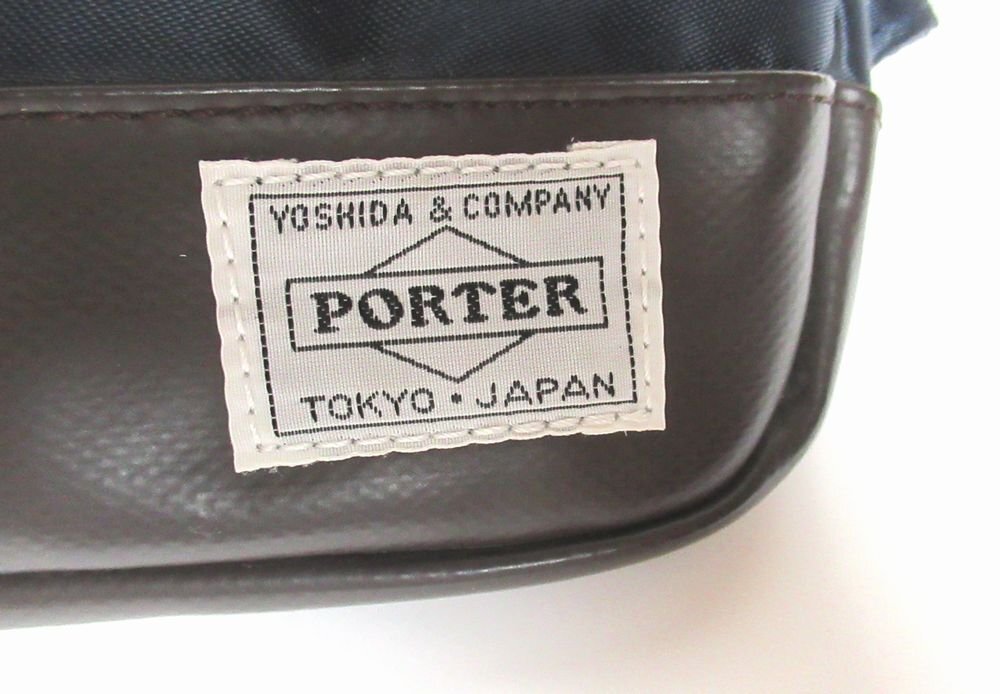 YOSHIDA & COMPANY
PORTER
TOKYO • JAPAN